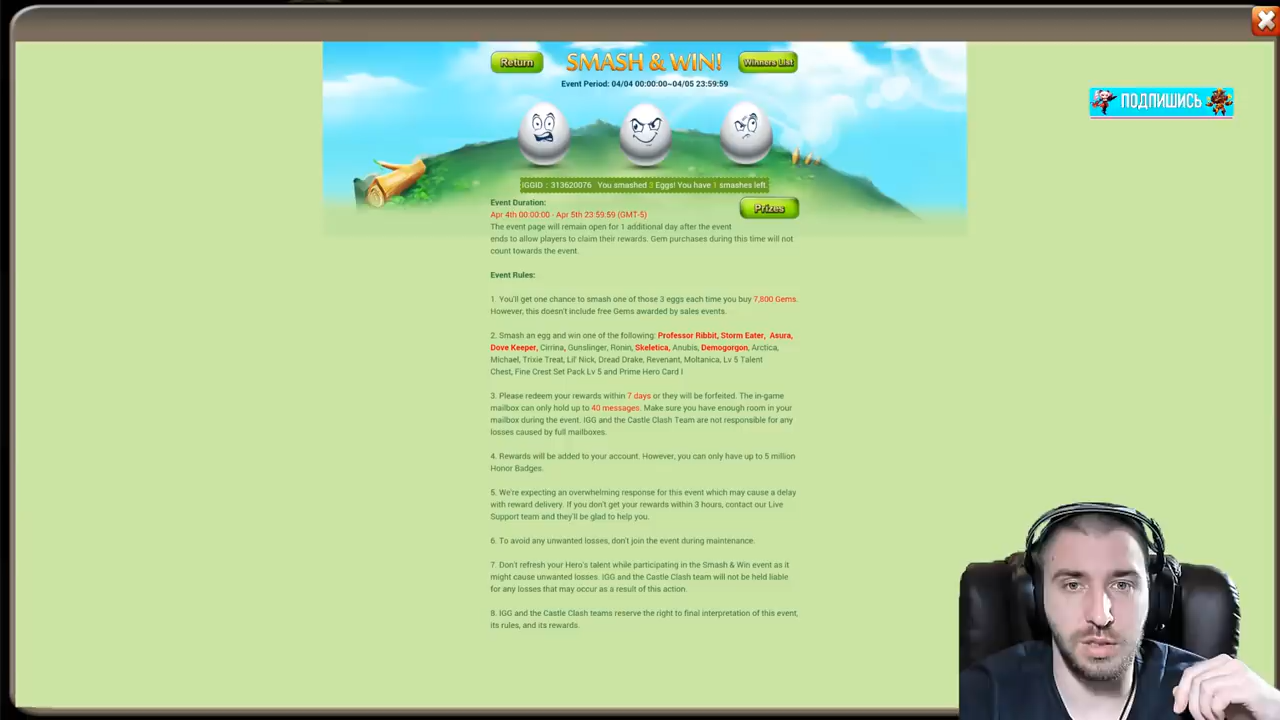 Return
SMASH & WIN!
Winners List
Event Period: 04/04 00:00:00~04/05 23:59:59
ПОДПИШИСЬ
IGGID : 313620076 You smashed 3 Eggs! You have 1 smashes left.
Event Duration:
Prizes
Apr 4th 00:00:00 - Apr 5th 23:59:59 (GMT-5)
The event page will remain open for 1 additional day after the event
ends to allow players to claim their rewards. Gem purchases during this time will not
count towards the event.
Event Rules:
1. You'll get one chance to smash one of those 3 eggs each time you buy 7,800 Gems.
However, this doesn't include free Gems awarded by sales events.
2. Smash an egg and win one of the following: Professor Ribbit, Storm Eater, Asura,
Dove Keeper, Cirrina, Gunslinger, Ronin, Skeletica, Anubis, Demogorgon, Arctica,
Michael, Trixie Treat, Lil' Nick, Dread Drake, Revenant, Moltanica, Lv 5 Talent
Chest, Fine Crest Set Pack Lv 5 and Prime Hero Card I
3. Please redeem your rewards within 7 days or they will be forfeited. The in-game
mailbox can only hold up to 40 messages. Make sure you have enough room in your
mailbox during the event. IGG and the Castle Clash Team are not responsible for any
losses caused by full mailboxes.
4. Rewards will be added to your account. However, you can only have up to 5 million
Honor Badges.
5. We're expecting an overwhelming response for this event which may cause a delay
with reward delivery. If you don't get your rewards within 3 hours, contact our Live
Support team and they'll be glad to help you.
6. To avoid any unwanted losses, don't join the event during maintenance.
7. Don't refresh your Hero's talent while participating in the Smash & Win event as it
might cause unwanted losses. IGG and the Castle Clash team will not be held liable
for any losses that may occur as a result of this action.
8. IGG and the Castle Clash teams reserve the right to final interpretation of this event,
its rules, and its rewards.